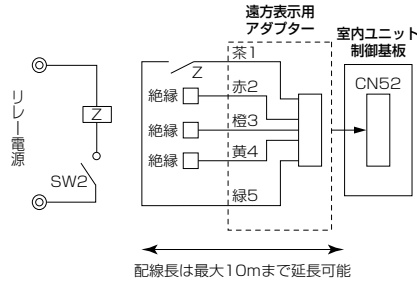 遠方表示用
アダプター
室内ユニット
制御基板
茶1
Z
CN52
赤2
絶縁
リレー電源
Z
橙3
絶縁
黄4
絶縁
SW2
緑5
配線長は最大10mまで延長可能